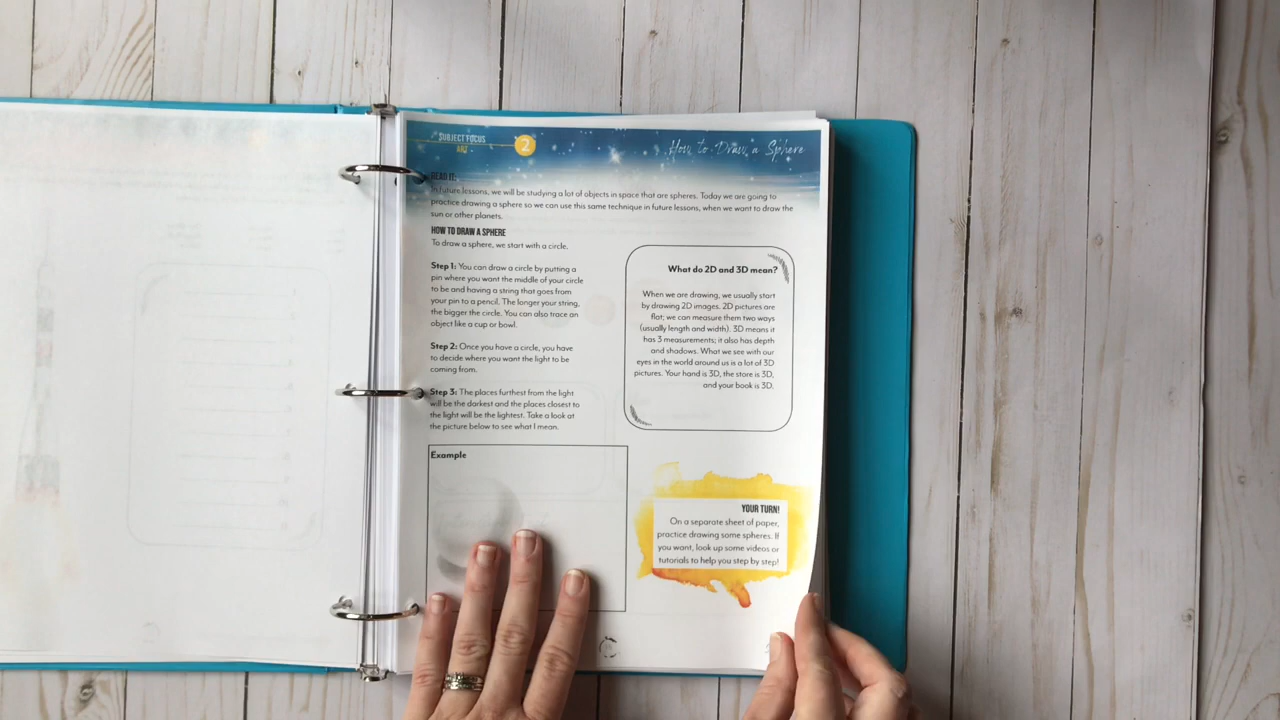 SUBJECT FOCUS
ART
2
How to Draw a Sphere
READ IT:
In future lessons, we will be studying a lot of objects in space that are spheres. Today we are going to
practice drawing a sphere so we can use this same technique in future lessons, when we want to draw the
sun or other planets.
HOW TO DRAW A SPHERE
To draw a sphere, we start with a circle.
Step 1: You can draw a circle by putting a
pin where you want the middle of your circle
to be and having a string that goes from
your pin to a pencil. The longer your string,
the bigger the circle. You can also trace an
object like a cup or bowl.
Step 2: Once you have a circle, you have
to decide where you want the light to be
coming from.
Step 3: The places furthest from the light
will be the darkest and the places closest to
the light will be the lightest. Take a look at
the picture below to see what I mean.
What do 2D and 3D mean?
When we are drawing, we usually start
by drawing 2D images. 2D pictures are
flat; we can measure them two ways
(usually length and width). 3D means it
has 3 measurements; it also has depth
and shadows. What we see with our
eyes in the world around us is a lot of 3D
pictures. Your hand is 3D, the store is 3D,
and your book is 3D.
Example
YOUR TURN!
On a separate sheet of paper,
practice drawing some spheres. If
you want, look up some videos or
tutorials to help you step by step!